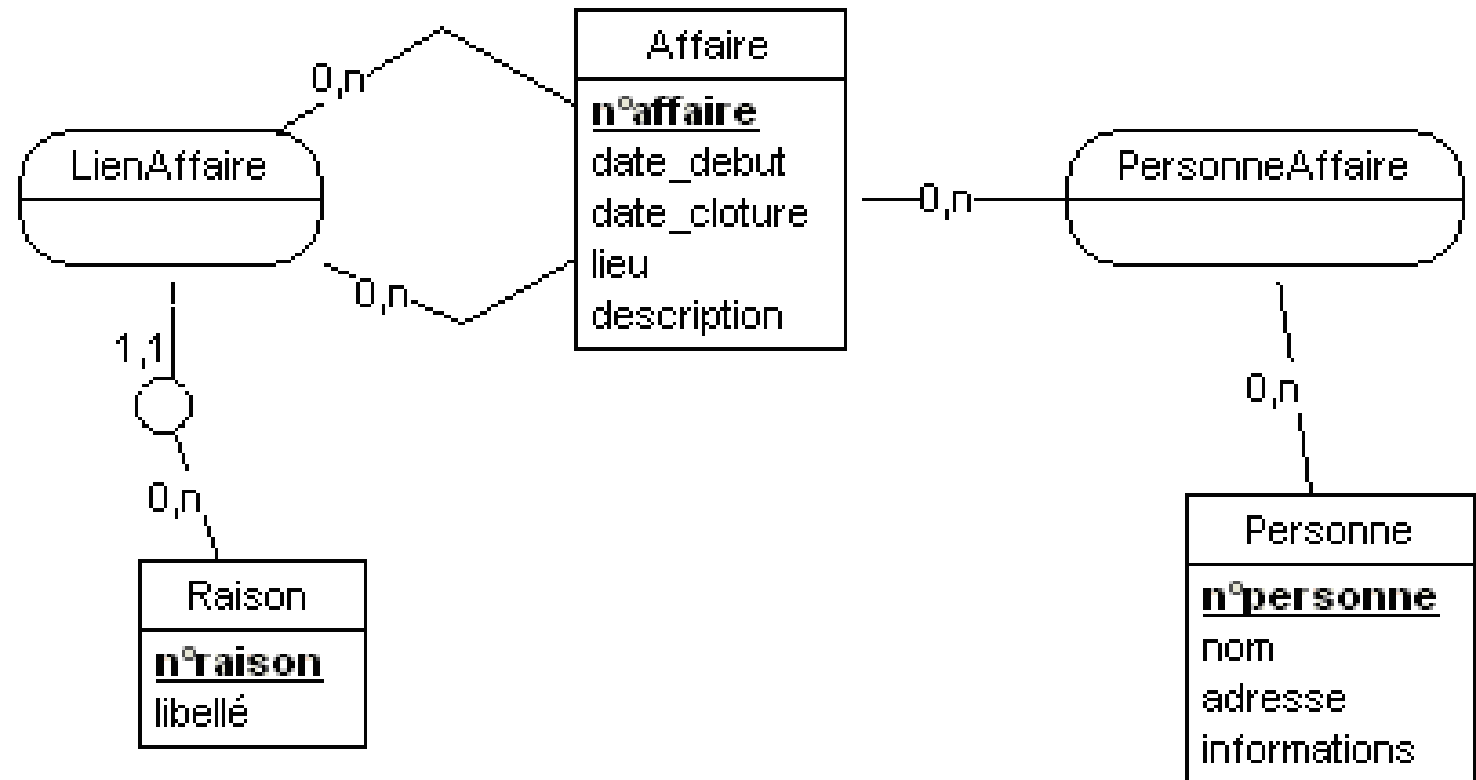 Affaire
n°affaire
date_debut
date_cloture
lieu
description
LienAffaire
0,n
0,n
1,1
0,n
Raison
n°raison
libellé
PersonneAffaire
0,n
0,n
Personne
n°personne
nom
adresse
informations